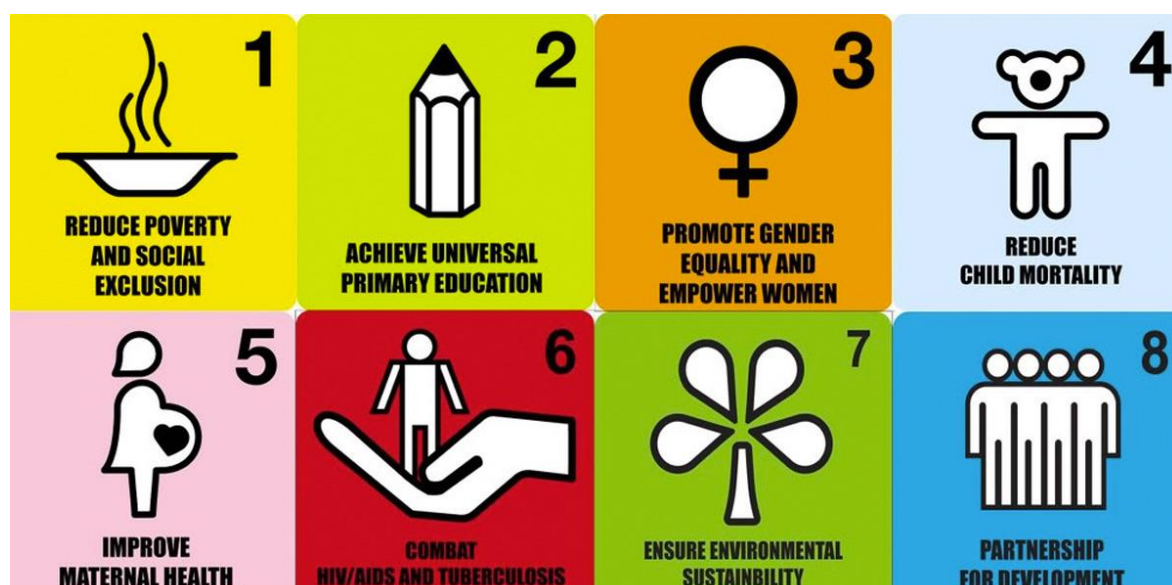 1
REDUCE POVERTY
AND SOCIAL
EXCLUSION
2
ACHIEVE UNIVERSAL
PRIMARY EDUCATION
3
PROMOTE GENDER
EQUALITY AND
EMPOWER WOMEN
4
REDUCE
CHILD MORTALITY
5
IMPROVE
MATERNAL HEALTH
6
COMBAT
HIV/AIDS AND TUBERCULOSIS
7
ENSURE ENVIRONMENTAL
SUSTAINBILITY
8
PARTNERSHIP
FOR DEVELOPMENT